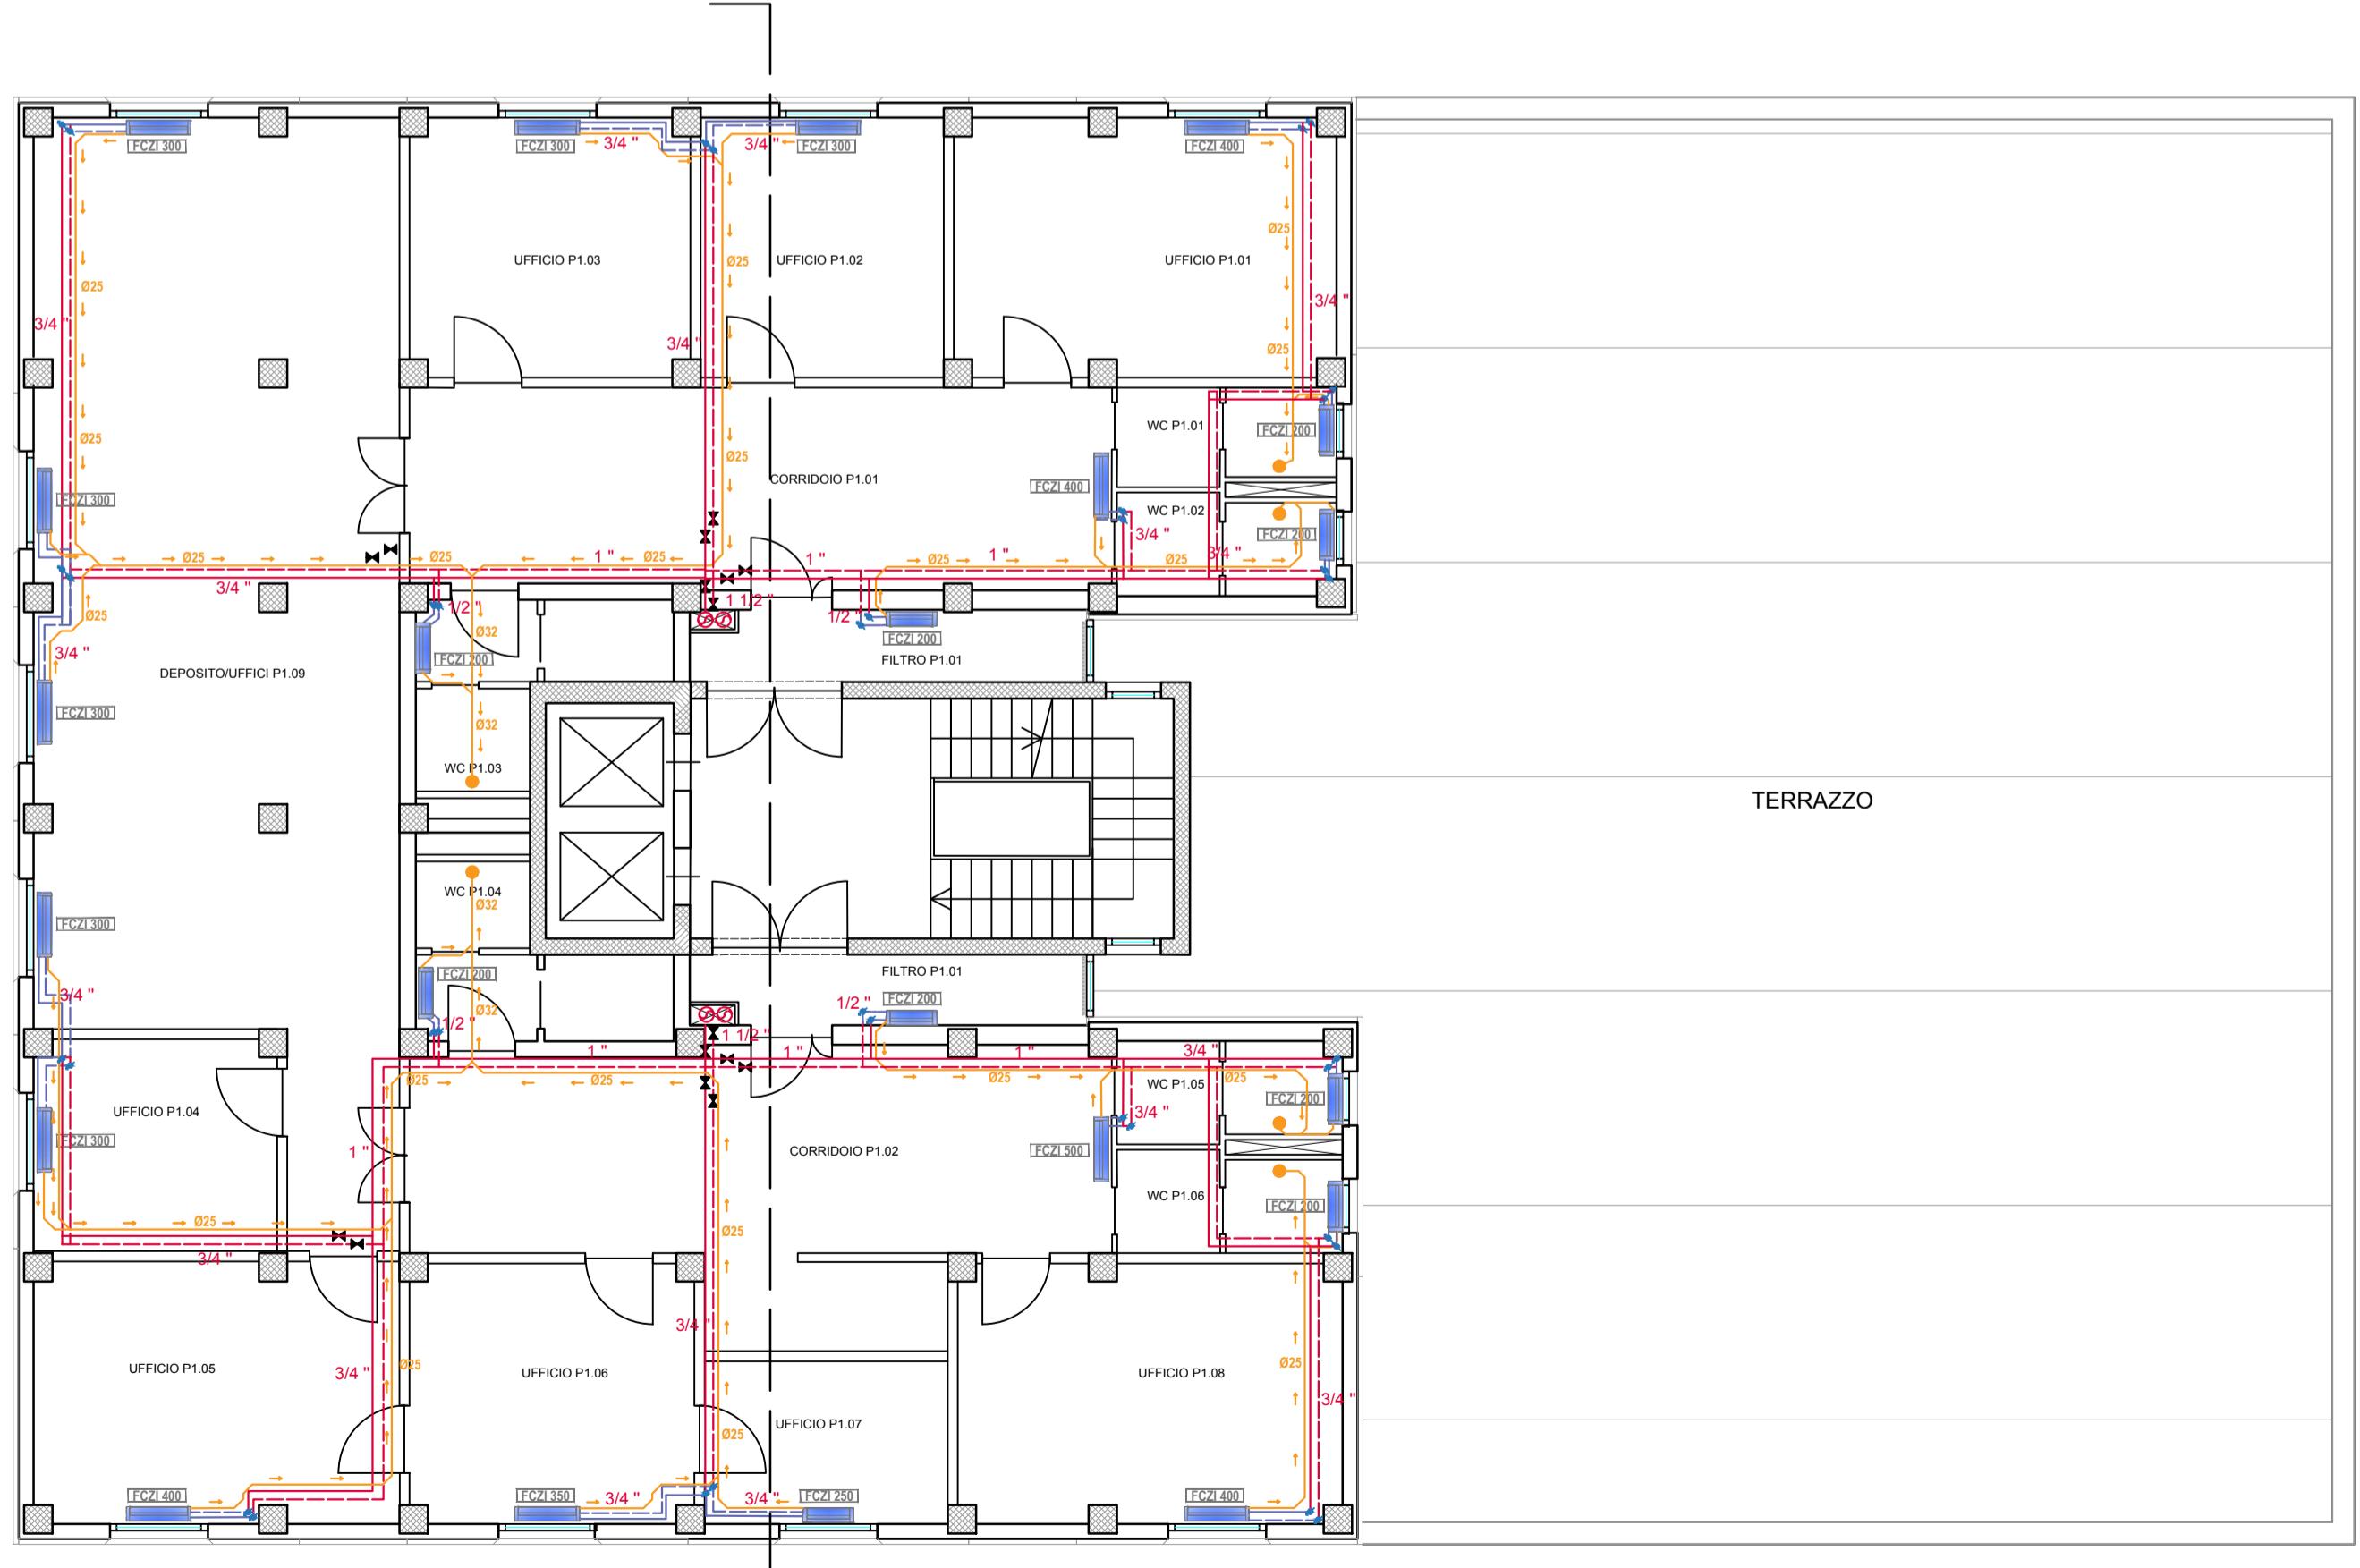 FCZI 300
FCZI 300
3/4 "
3/4 "
FCZI 300
FCZI 400
Ø25
UFFICIO P1.03
Ø25
UFFICIO P1.02
UFFICIO P1.01
Ø25
3/4 "
3/4 "
3/4 "
Ø25
Ø25
WC P1.01
FCZI 200
Ø25
CORRIDOIO P1.01
FCZI 400
FCZI 300
WC P1.02
3/4 "
FCZI 200
Ø25
Ø25
1 "
Ø25
1 "
Ø25
1 "
Ø25
3/4 "
3/4 "
Ø25
1/2 "
1 1/2 "
1/2 "
Ø32
FCZI 200
3/4 "
FCZI 200
FILTRO P1.01
DEPOSITO/UFFICI P1.09
FCZI 300
Ø32
WC P1.03
TERRAZZO
WC P1.04
Ø32
FCZI 300
FCZI 200
FILTRO P1.01
3/4 "
Ø32
1/2 "
FCZI 200
1/2 "
1 1/2 "
1 "
1 "
1 "
3/4 "
Ø25
Ø25
Ø25
WC P1.05
Ø25
FCZI 200
UFFICIO P1.04
3/4 "
FCZI 300
1 "
CORRIDOIO P1.02
FCZI 500
WC P1.06
FCZI 200
Ø25
Ø25
3/4 "
3/4 "
UFFICIO P1.05
3/4 "
Ø25
UFFICIO P1.06
UFFICIO P1.08
Ø25
3/4 "
UFFICIO P1.07
Ø25
FCZI 400
FCZI 350
3/4 "
3/4 "
FCZI 250
FCZI 400